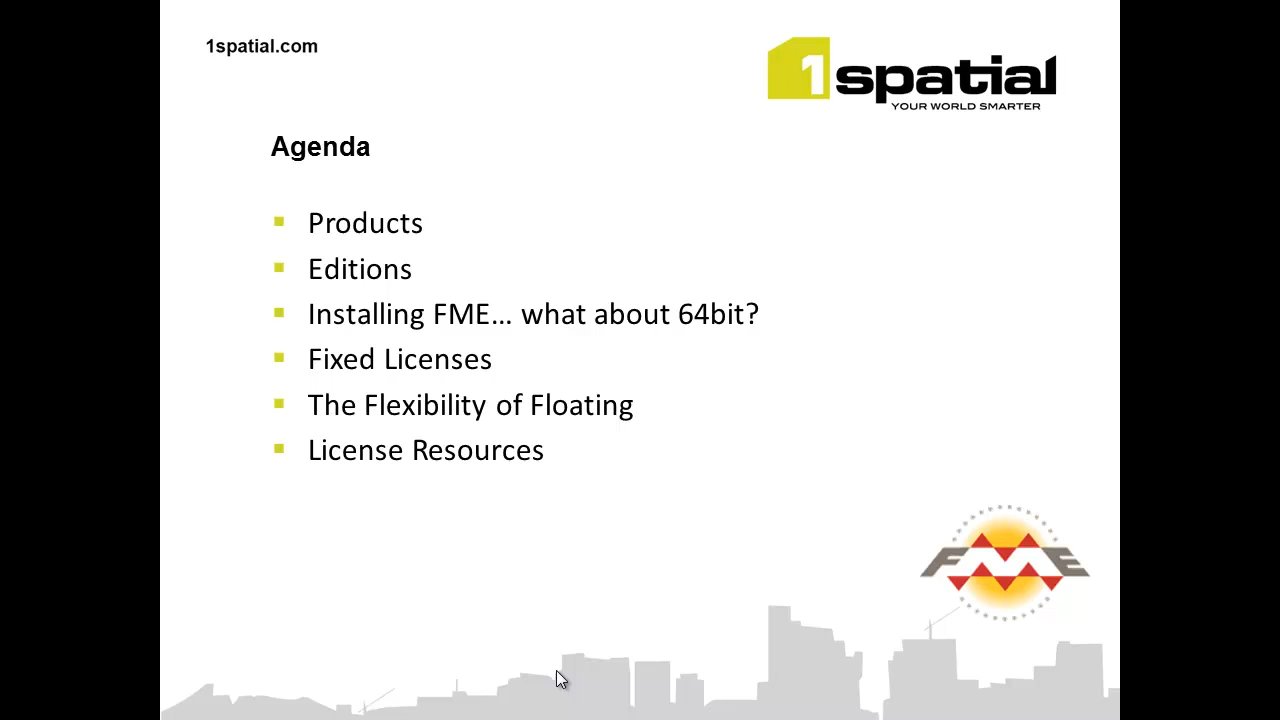 1spatial.com
1spatial
YOUR WORLD SMARTER
Agenda
Products
Editions
Installing FME... what about 64bit?
Fixed Licenses
The Flexibility of Floating
License Resources
FME